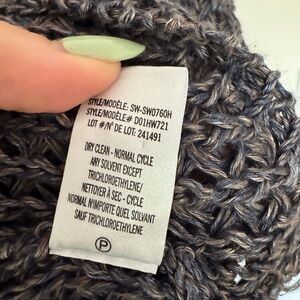 STYLE/MODÈLE: SW-SW0760H
STYLE/MODÈLE# D01HW721
LOT #/N° DE LOT: 241491
DRY CLEAN - NORMAL CYCLE
ANY SOLVENT EXCEPT
TRICHLOROETHYLENE/
NETTOYER À SEC - CYCLE
NORMAL N'IMPORTE QUEL SOLVANT
SAUF TRICHLOROETHYLENE
P